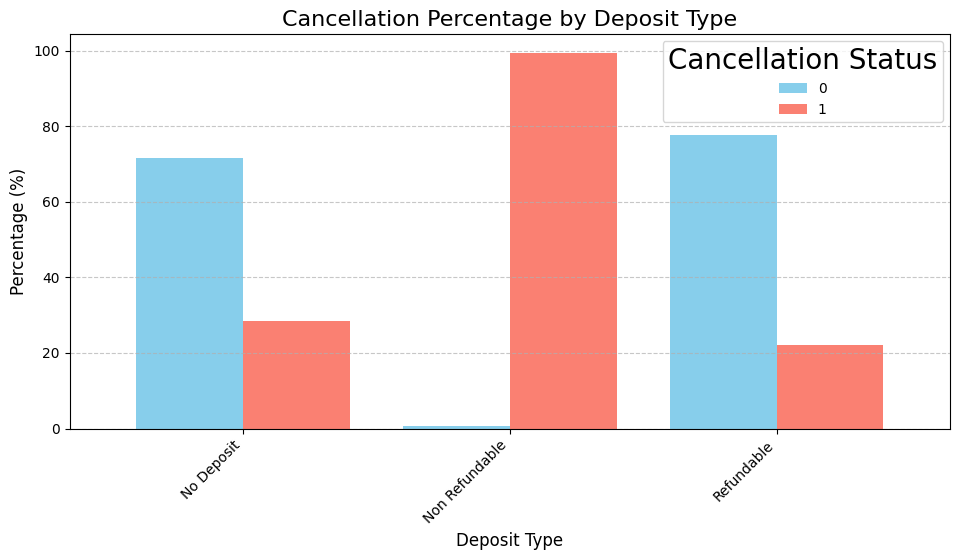 Cancellation Percentage by Deposit Type
Cancellation Status
0
1
100
80
60
40
20
0
Percentage (%)
No Deposit
Non Refundable
Refundable
Deposit Type